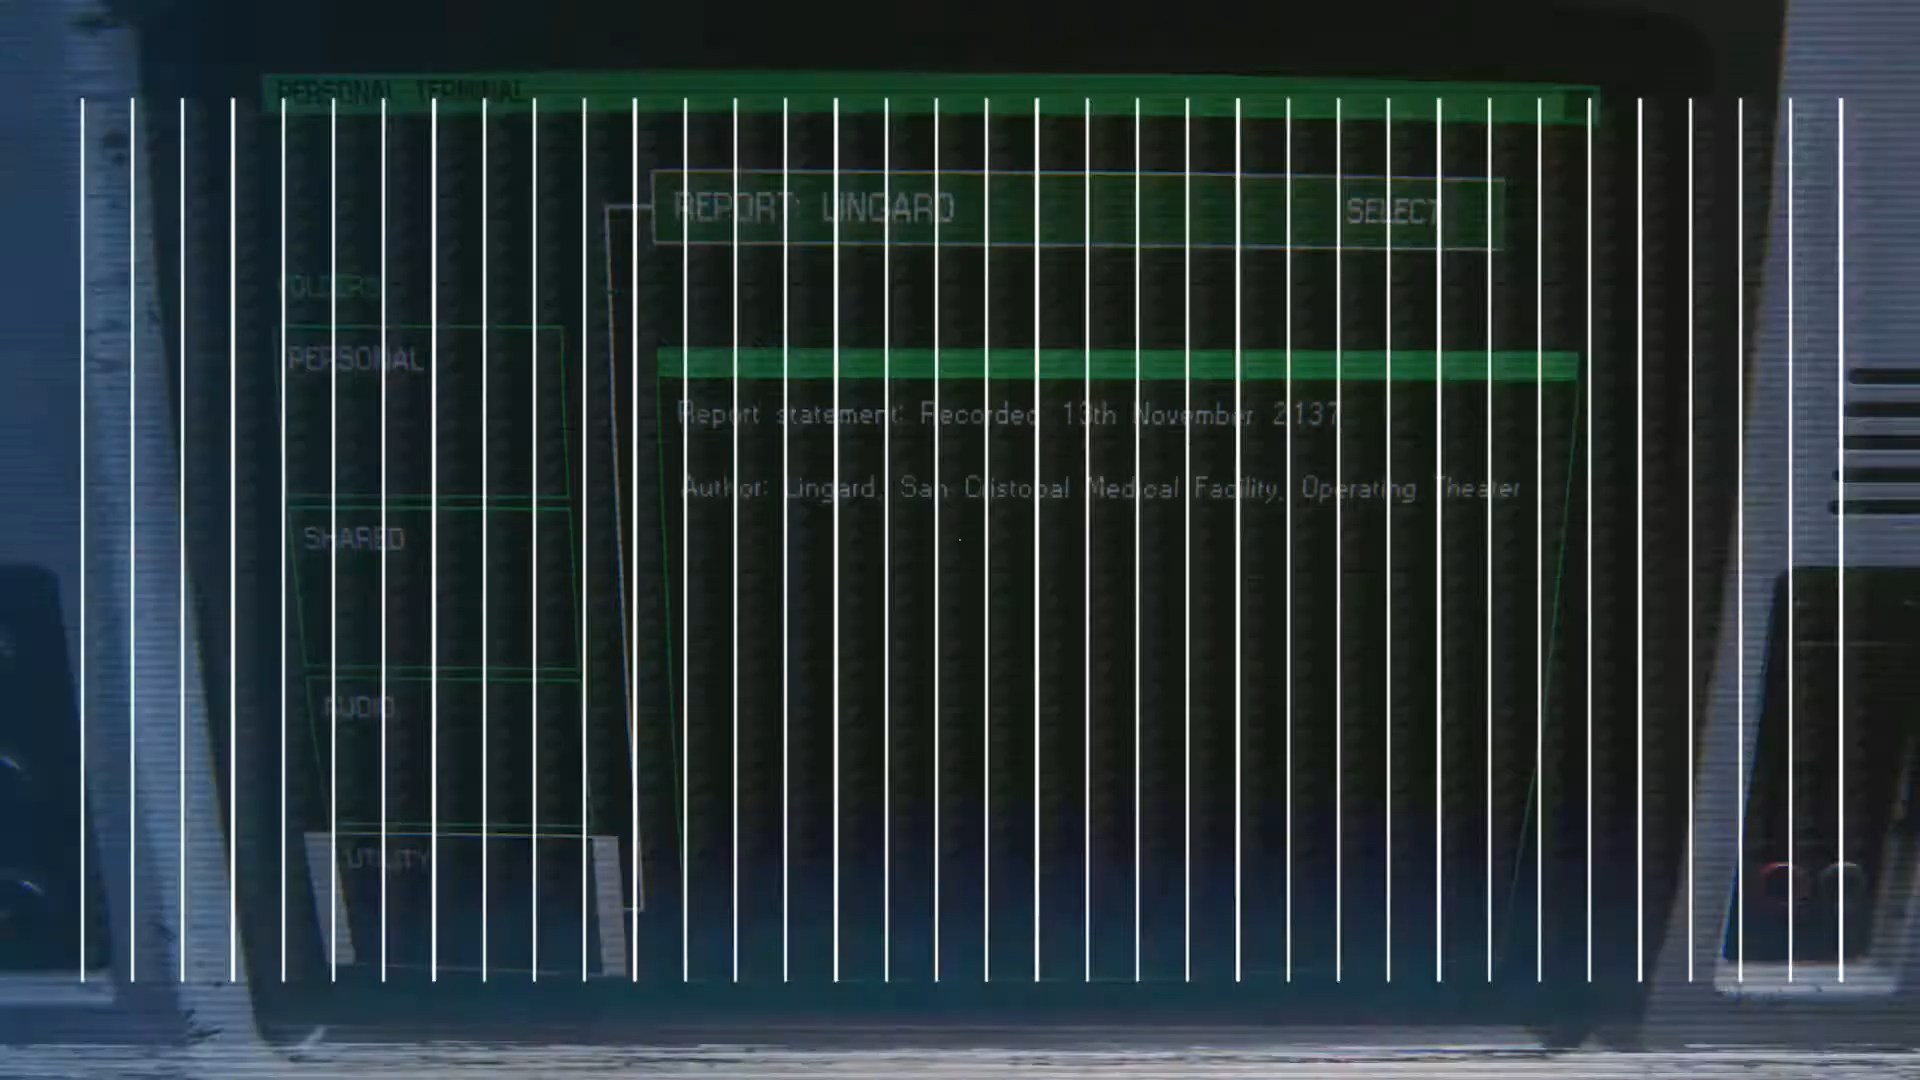 PERSONAL TERMINAL
REPORT: LINGARD
SELECT
FOLDERS
PERSONAL
Report statement: Recorded 13th November 2137
Author: Lingard, San Cristobal Medical Facility, Operating Theater
SHARED
AUDIO
UTILITY